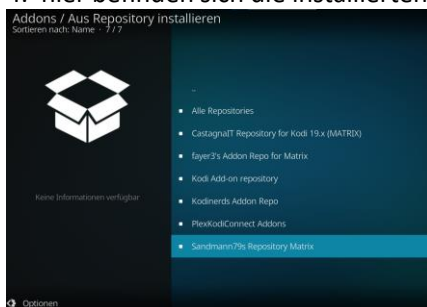 Addons / Aus Repository installieren
Sortieren nach: Name · 7 / 7
..
Alle Repositories
CastagnaIT Repository for Kodi 19.x (MATRIX)
fayer3's Addon Repo for Matrix
Kodi Add-on repository
Kodinerds Addon Repo
Keine Informationen verfügbar
PlexKodiConnect Addons
Sandmann79s Repository Matrix
Optionen